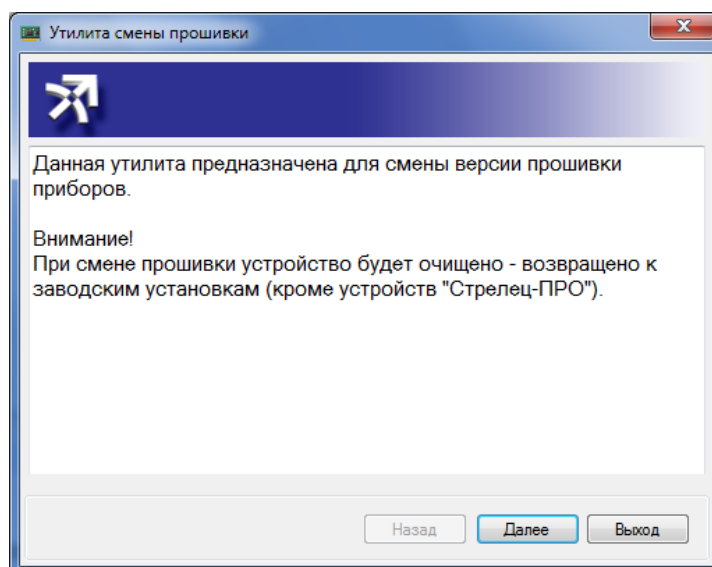 Утилита смены прошивки
Данная утилита предназначена для смены версии прошивки
приборов.
Внимание!
При смене прошивки устройство будет очищено - возвращено к
заводским установкам (кроме устройств "Стрелец-ПРО").
Назад Далее Выход